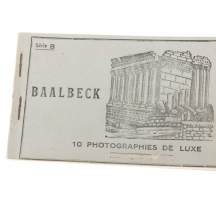 Série B
BAALBECK
10 PHOTOGRAPHIES DE LUXE